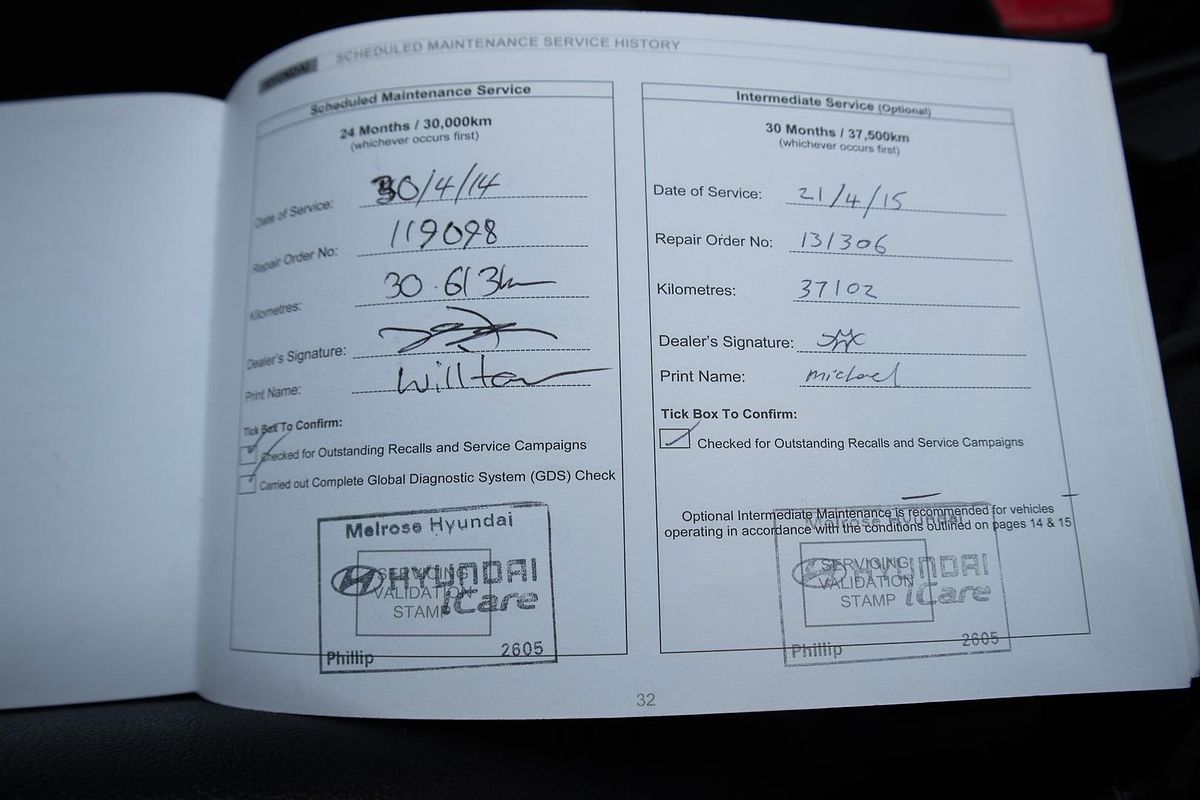 HYUNDAI SCHEDULED MAINTENANCE SERVICE HISTORY
Scheduled Maintenance Service
24 Months / 30,000km
(whichever occurs first)
Date of Service: 30/4/14
Repair Order No: 119098
Kilometres: 30.613km
Dealer's Signature:
Print Name:
Tick Box To Confirm:
Checked for Outstanding Recalls and Service Campaigns
Carried out Complete Global Diagnostic System (GDS) Check
Melrose Hyundai
HYUNDAI
iCare
SERVICING
VALIDATION
STAMP
Phillip 2605
Intermediate Service (Optional)
30 Months / 37,500km
(whichever occurs first)
Date of Service: 21/4/15
Repair Order No: 131306
Kilometres: 37102
Dealer's Signature:
Print Name: michael
Tick Box To Confirm:
Checked for Outstanding Recalls and Service Campaigns
Optional Intermediate Maintenance is recommended for vehicles
operating in accordance with the conditions outlined on pages 14 & 15
Melrose Hyundai
HYUNDAI
iCare
SERVICING
VALIDATION
STAMP
Phillip 2605
32